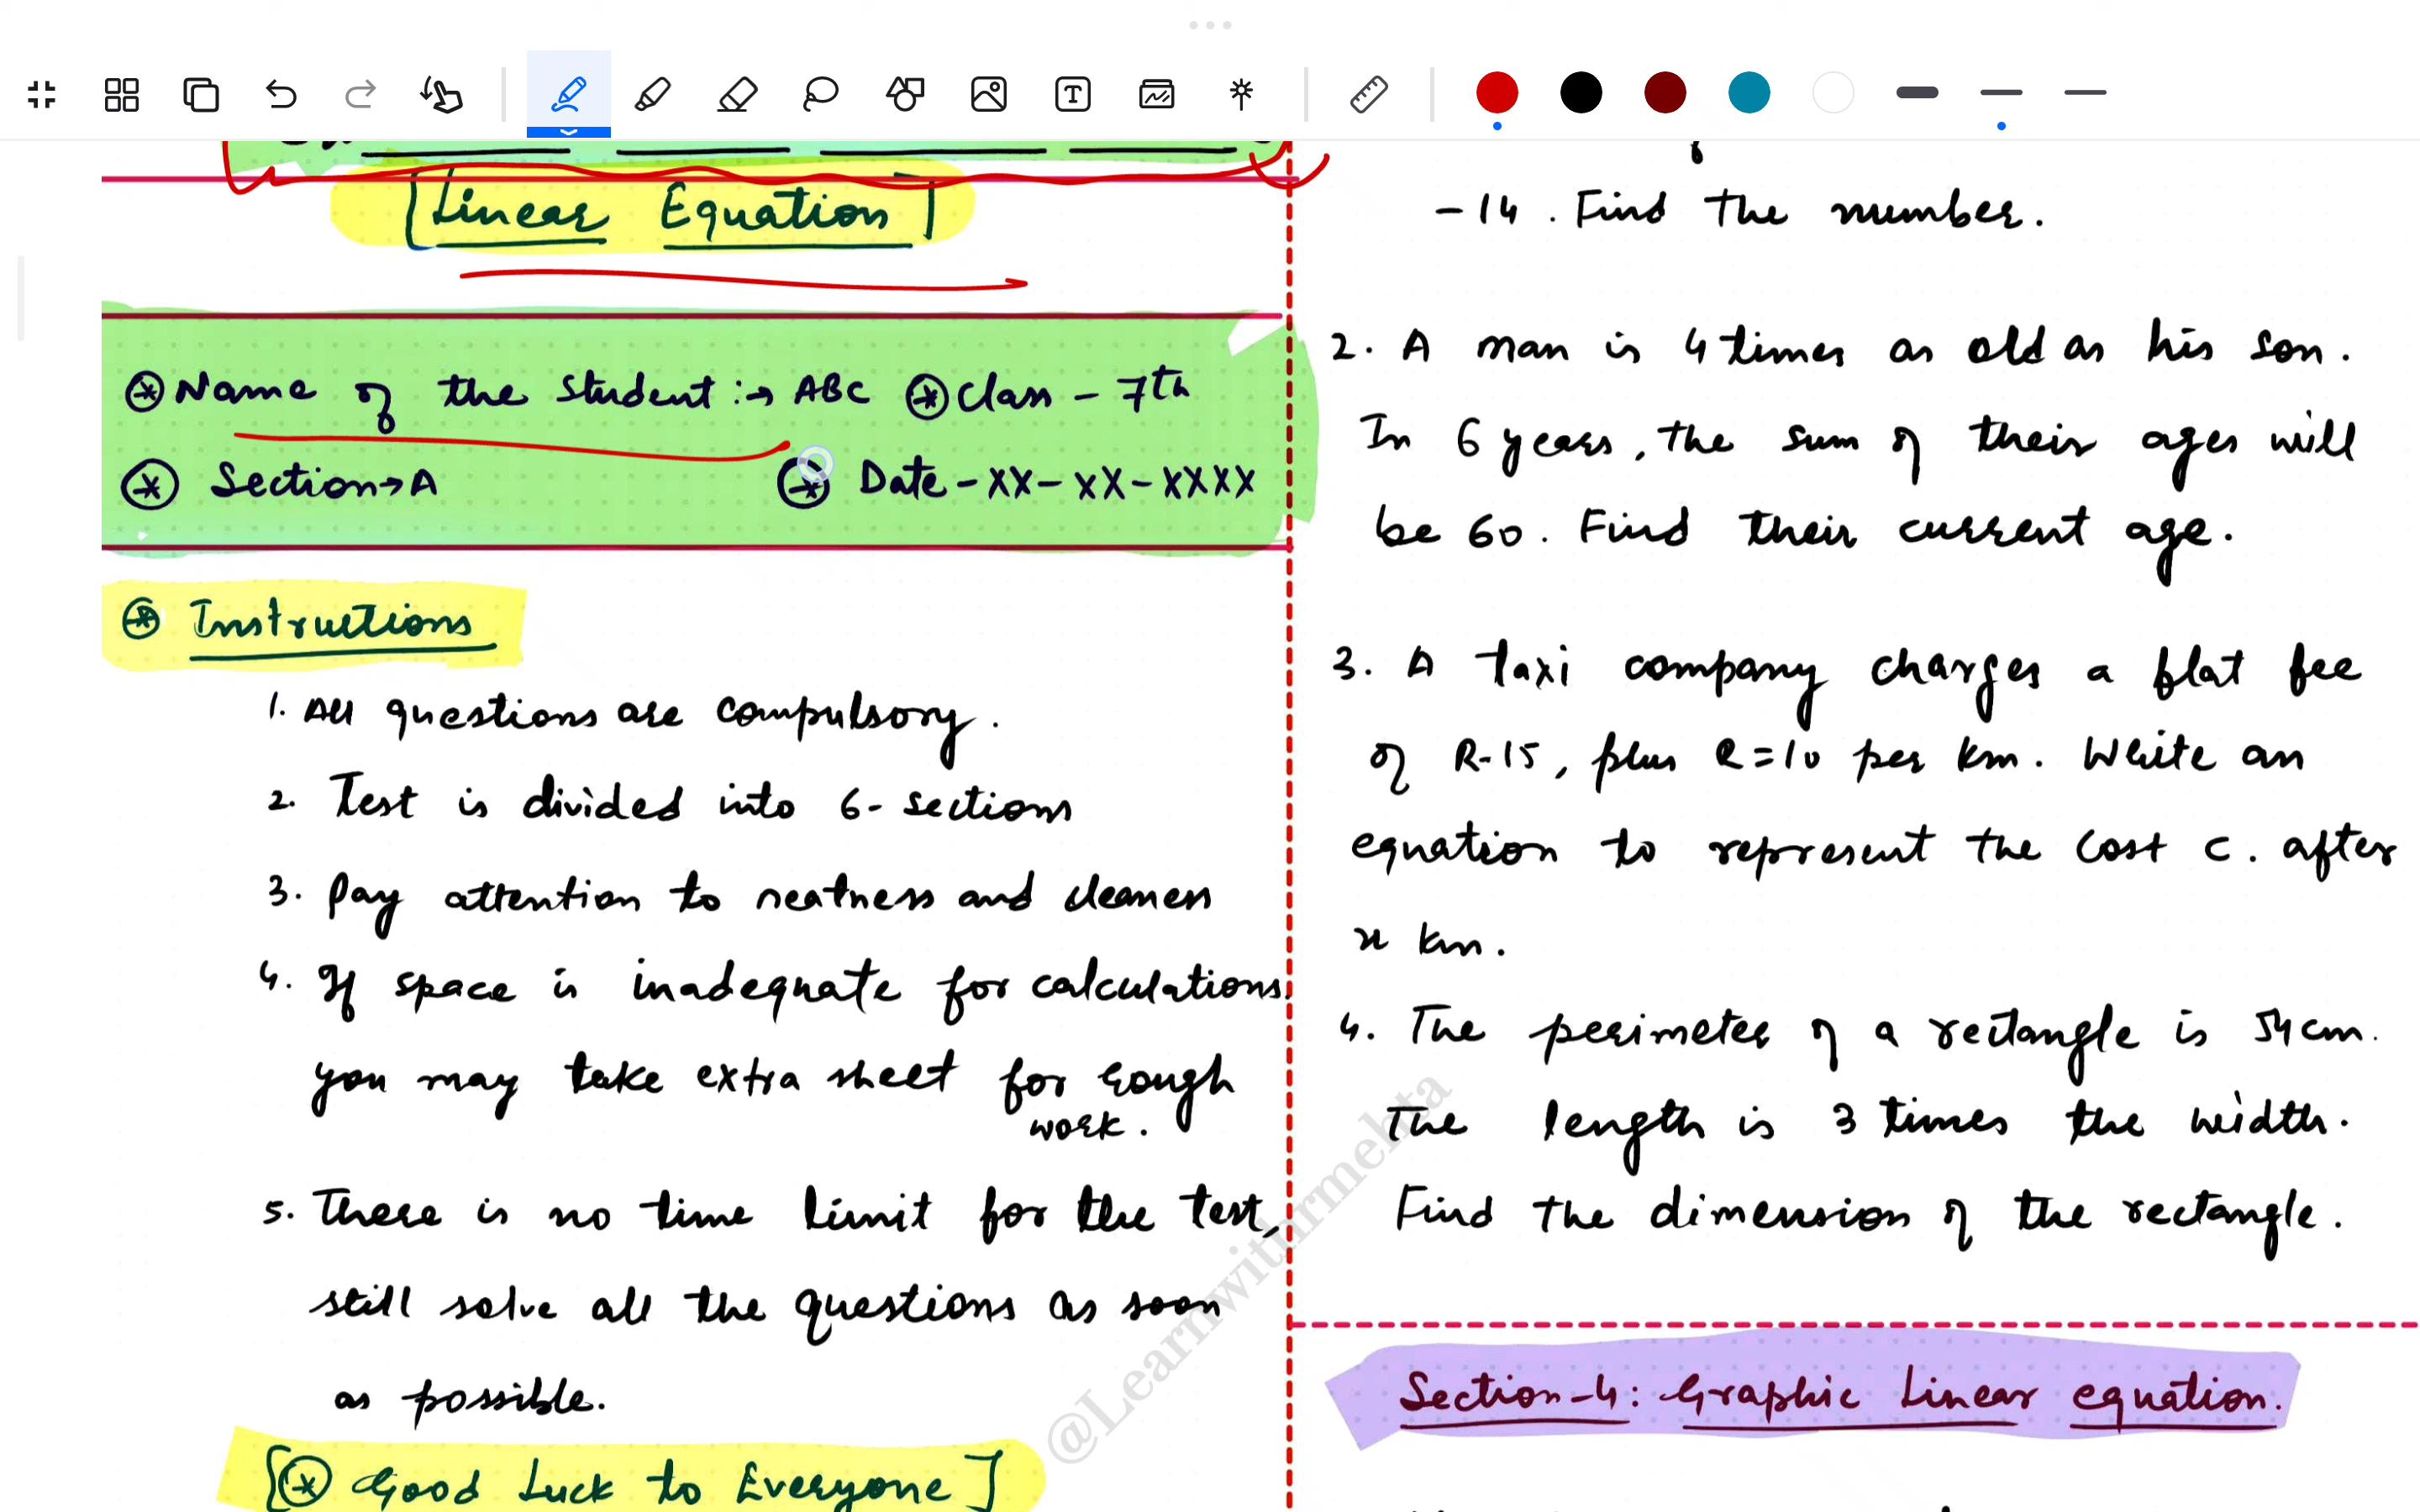 [Linear Equation]
Name of the Student :→ ABC
Class - 7th
Section → A
Date - XX - XX - XXXX
Instructions
1. All questions are compulsory.
2. Test is divided into 6- sections
3. Pay attention to neatness and cleaness
4. If space is inadequate for calculations.
you may take extra sheet for rough
work.
5. There is no time limit for the test,
still solve all the questions as soon
as possible.
[Good Luck to Everyone]
-14. Find the number.
2. A man is 4 times as old as his son.
In 6 years, the sum of their ages will
be 60. Find their current age.
3. A taxi company charges a flat fee
of R-15, plus R=10 per km. Write an
equation to represent the cost c. after
x km.
4. The perimeter of a rectangle is 54cm.
The length is 3 times the width.
Find the dimension of the rectangle.
Section-4: Graphic Linear equation.
@Learnwithrmehta